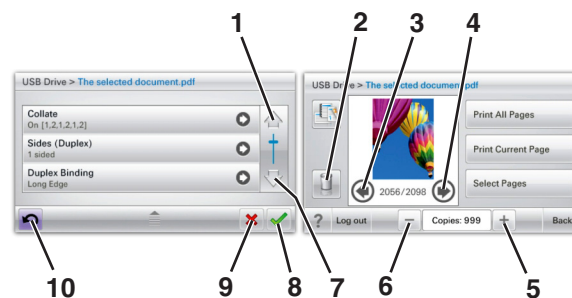 1
2
3
4
USB Drive > The selected document.pdf
Collate
On [1,2,1,2,1,2]
Sides (Duplex)
1 sided
Duplex Binding
Long Edge
USB Drive > The selected document.pdf
Print All Pages
Print Current Page
Select Pages
2056/2098
? Log out
Copies: 999
Back
10
9
8
7
6
5